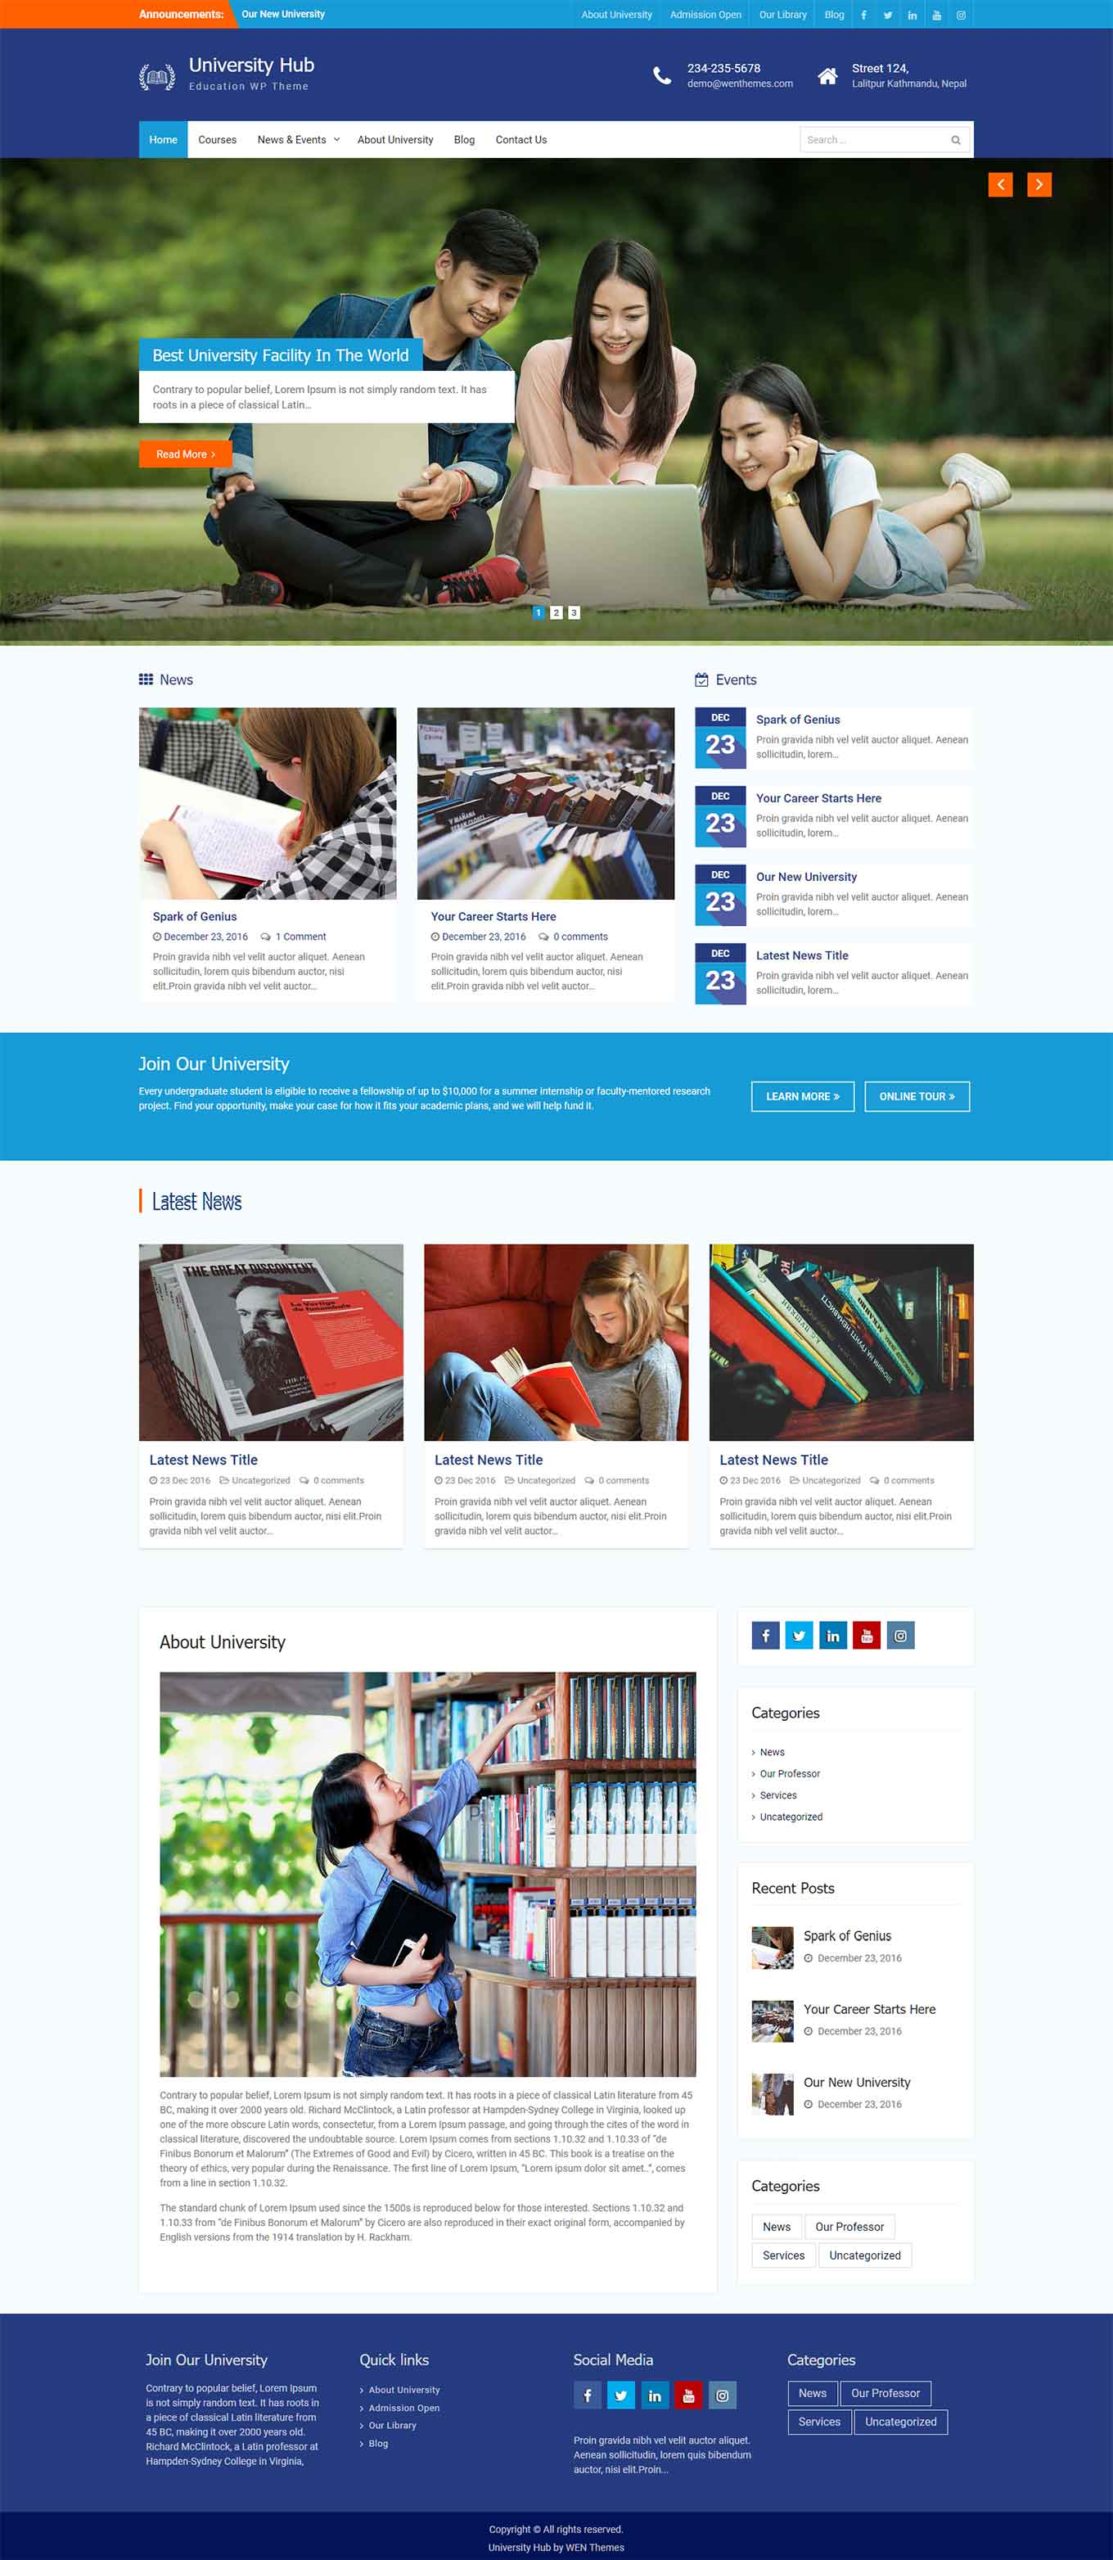 Announcements: Our New University
About University Admission Open Our Library Blog
University Hub
Education WP Theme
234-235-5678
demo@wenthemes.com
Street 124,
Lalitpur Kathmandu, Nepal
Home Courses News & Events About University Blog Contact Us
Search ...
Best University Facility In The World
Contrary to popular belief, Lorem Ipsum is not simply random text. It has
roots in a piece of classical Latin...
Read More
1 2 3
News
Spark of Genius
December 23, 2016 1 Comment
Proin gravida nibh vel velit auctor aliquet. Aenean
sollicitudin, lorem quis bibendum auctor, nisi
elit.Proin gravida nibh vel velit auctor...
Your Career Starts Here
December 23, 2016 0 comments
Proin gravida nibh vel velit auctor aliquet. Aenean
sollicitudin, lorem quis bibendum auctor, nisi
elit.Proin gravida nibh vel velit auctor...
Events
DEC
23
Spark of Genius
Proin gravida nibh vel velit auctor aliquet. Aenean
sollicitudin, lorem...
DEC
23
Your Career Starts Here
Proin gravida nibh vel velit auctor aliquet. Aenean
sollicitudin, lorem...
DEC
23
Our New University
Proin gravida nibh vel velit auctor aliquet. Aenean
sollicitudin, lorem...
DEC
23
Latest News Title
Proin gravida nibh vel velit auctor aliquet. Aenean
sollicitudin, lorem...
Join Our University
Every undergraduate student is eligible to receive a fellowship of up to $10,000 for a summer internship or faculty-mentored research
project. Find your opportunity, make your case for how it fits your academic plans, and we will help fund it.
LEARN MORE » ONLINE TOUR »
Latest News
THE GREAT DISCONTENT
Latest News Title
23 Dec 2016 Uncategorized 0 comments
Proin gravida nibh vel velit auctor aliquet. Aenean
sollicitudin, lorem quis bibendum auctor, nisi elit.Proin
gravida nibh vel velit auctor...
Latest News Title
23 Dec 2016 Uncategorized 0 comments
Proin gravida nibh vel velit auctor aliquet. Aenean
sollicitudin, lorem quis bibendum auctor, nisi elit.Proin
gravida nibh vel velit auctor...
Latest News Title
23 Dec 2016 Uncategorized 0 comments
Proin gravida nibh vel velit auctor aliquet. Aenean
sollicitudin, lorem quis bibendum auctor, nisi elit.Proin
gravida nibh vel velit auctor...
About University
Contrary to popular belief, Lorem Ipsum is not simply random text. It has roots in a piece of classical Latin literature from 45
BC, making it over 2000 years old. Richard McClintock, a Latin professor at Hampden-Sydney College in Virginia, looked up
one of the more obscure Latin words, consectetur, from a Lorem Ipsum passage, and going through the cites of the word in
classical literature, discovered the undoubtable source. Lorem Ipsum comes from sections 1.10.32 and 1.10.33 of "de
Finibus Bonorum et Malorum" (The Extremes of Good and Evil) by Cicero, written in 45 BC. This book is a treatise on the
theory of ethics, very popular during the Renaissance. The first line of Lorem Ipsum, "Lorem ipsum dolor sit amet..", comes
from a line in section 1.10.32.
The standard chunk of Lorem Ipsum used since the 1500s is reproduced below for those interested. Sections 1.10.32 and
1.10.33 from "de Finibus Bonorum et Malorum" by Cicero are also reproduced in their exact original form, accompanied by
English versions from the 1914 translation by H. Rackham.
Categories
News
Our Professor
Services
Uncategorized
Recent Posts
Spark of Genius
December 23, 2016
Your Career Starts Here
December 23, 2016
Our New University
December 23, 2016
Categories
News Our Professor
Services Uncategorized
Join Our University
Contrary to popular belief, Lorem Ipsum
is not simply random text. It has roots in
a piece of classical Latin literature from
45 BC, making it over 2000 years old.
Richard McClintock, a Latin professor at
Hampden-Sydney College in Virginia,
Quick links
About University
Admission Open
Our Library
Blog
Social Media
Proin gravida nibh vel velit auctor aliquet.
Aenean sollicitudin, lorem quis bibendum
auctor, nisi elit.Proin...
Categories
News Our Professor
Services Uncategorized
Copyright © All rights reserved.
University Hub by WEN Themes